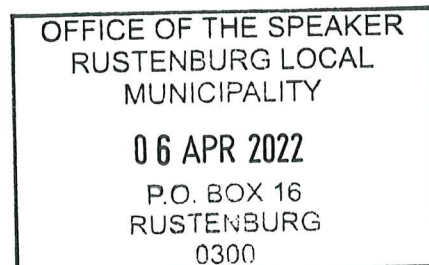 OFFICE OF THE SPEAKER
RUSTENBURG LOCAL
MUNICIPALITY
06 APR 2022
P.O. BOX 16
RUSTENBURG
0300